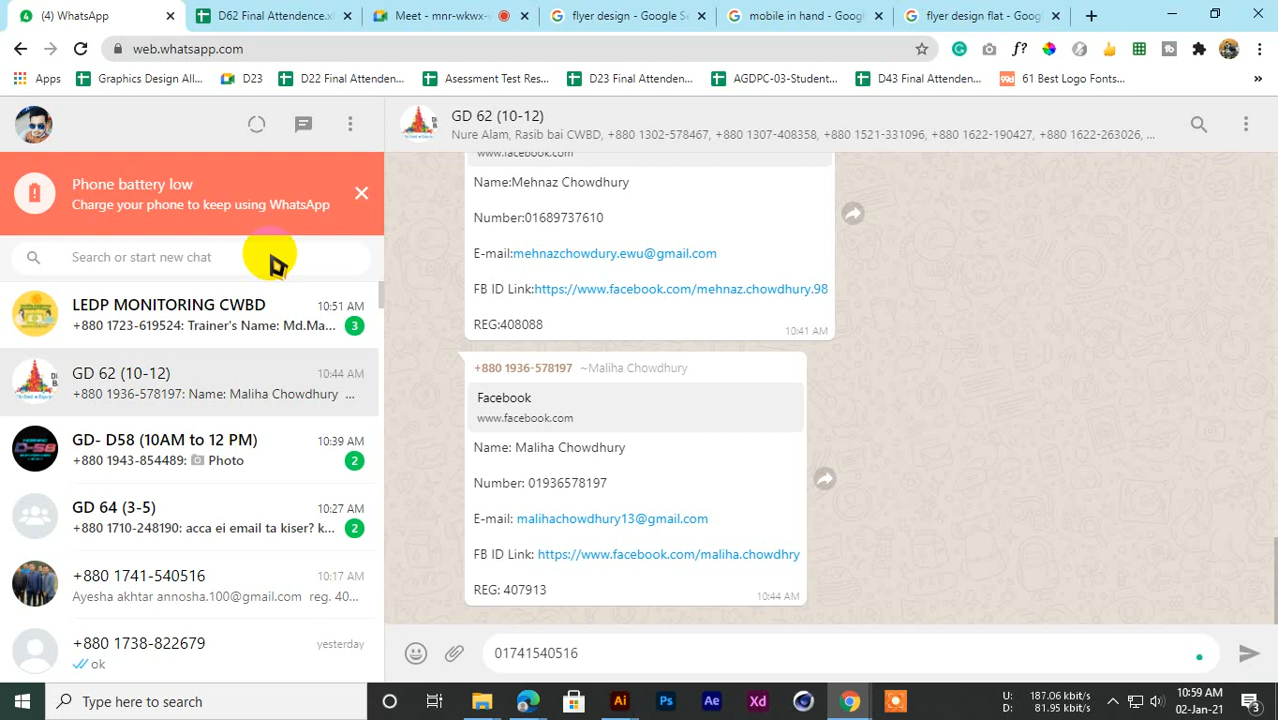 (4) WhatsApp
D62 Final Attendence.x
Meet - mnr-wkwx-
flyer design - Google Se
mobile in hand - Goog
flyer design flat - Goog
web.whatsapp.com
Apps
Graphics Design All...
D23
D22 Final Attenden...
Asessment Test Res...
D23 Final Attenden...
AGDPC-03-Student...
D43 Final Attenden...
61 Best Logo Fonts...
Phone battery low
Charge your phone to keep using WhatsApp
Search or start new chat
LEDP MONITORING CWBD 10:51 AM
+880 1723-619524: Trainer's Name: Md.Ma... 3
GD 62 (10-12) 10:44 AM
+880 1936-578197: Name: Maliha Chowdhury ...
GD- D58 (10AM to 12 PM) 10:39 AM
+880 1943-854489: Photo 2
GD 64 (3-5) 10:27 AM
+880 1710-248190: acca ei email ta kiser? k... 2
+880 1741-540516 10:17 AM
Ayesha akhtar annosha.100@gmail.com reg. 40...
+880 1738-822679 yesterday
ok
GD 62 (10-12)
Nure Alam, Rasib bai CWBD, +880 1302-578467, +880 1307-408358, +880 1521-331096, +880 1622-190427, +880 1622-263026, ...
www.facebook.com
Name:Mehnaz Chowdhury
Number:01689737610
E-mail:mehnazchowdury.ewu@gmail.com
FB ID Link:https://www.facebook.com/mehnaz.chowdhury.98
REG:408088
10:41 AM
+880 1936-578197 ~Maliha Chowdhury
Facebook
www.facebook.com
Name: Maliha Chowdhury
Number: 01936578197
E-mail: malihachowdhury13@gmail.com
FB ID Link: https://www.facebook.com/maliha.chowdhry
REG: 407913
10:44 AM
01741540516
Type here to search
Ai
Ps
Ae
Xd
U: 187.06 kbit/s
D: 81.95 kbit/s
10:59 AM
02-Jan-21
3